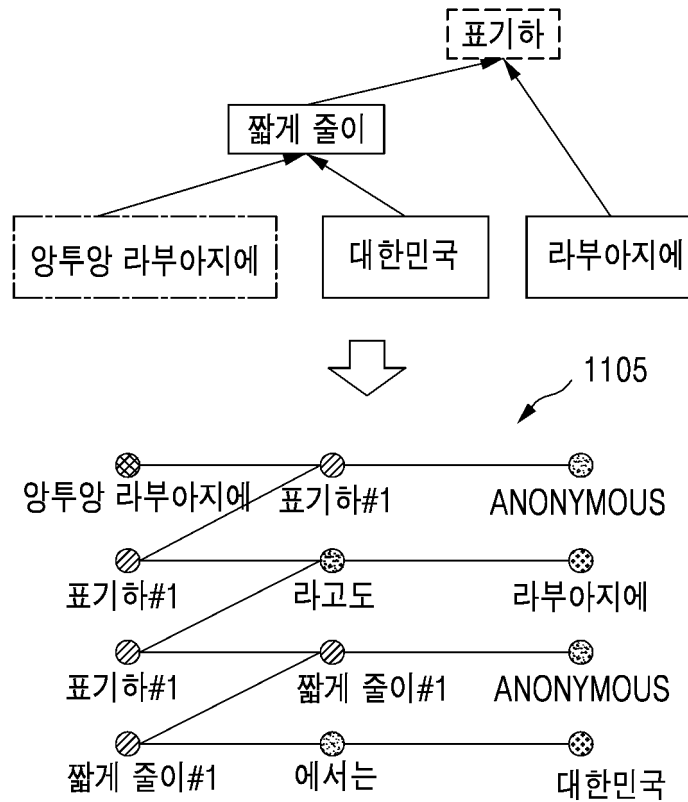 표기하
짧게 줄이
앙투앙 라부아지에
대한민국
라부아지에
1105
앙투앙 라부아지에
표기하#1
ANONYMOUS
표기하#1
라고도
라부아지에
표기하#1
짧게 줄이#1
ANONYMOUS
짧게 줄이#1
에서는
대한민국